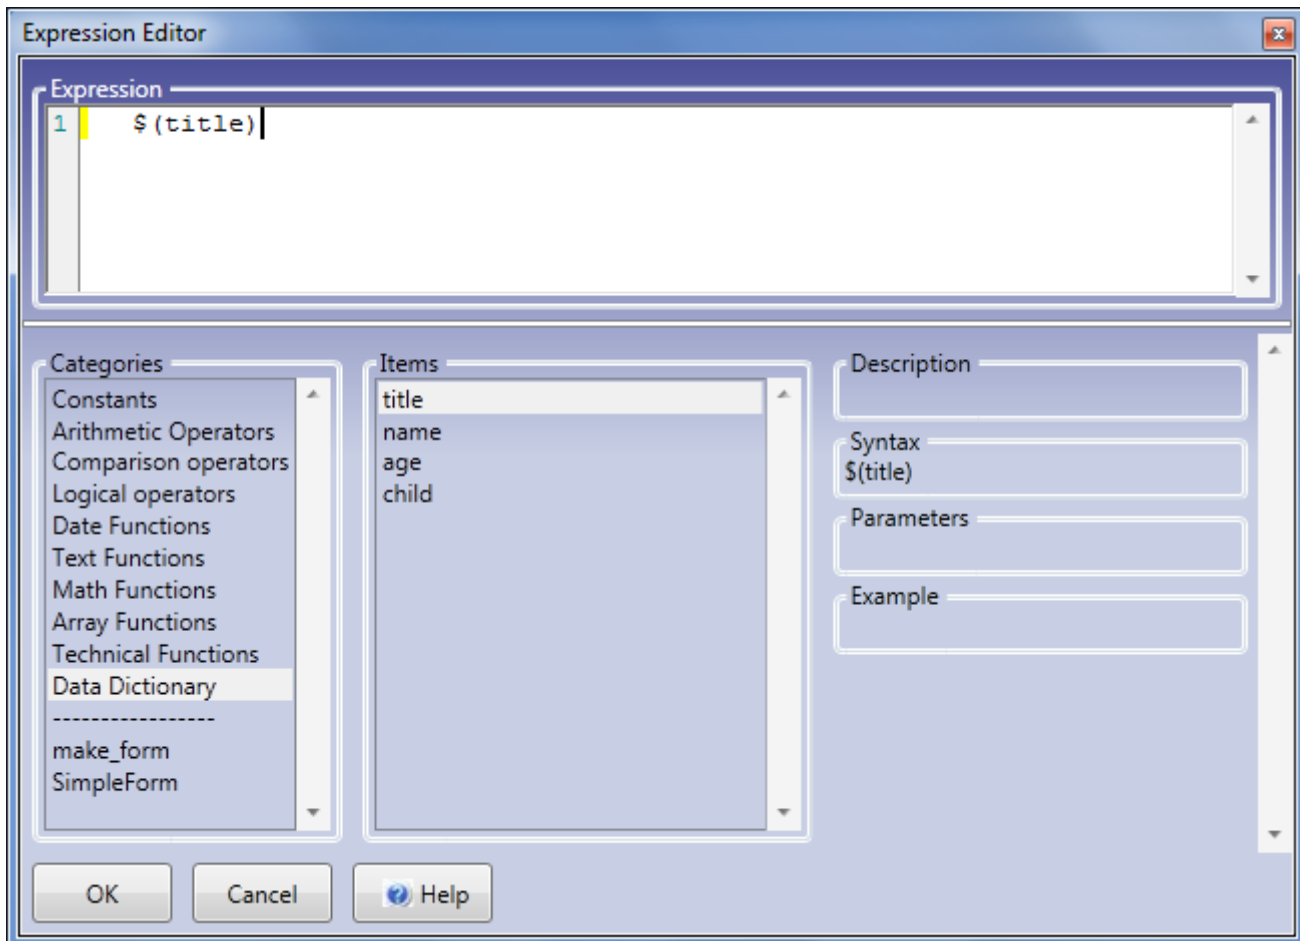 Expression Editor
Expression
1 $(title)
Categories
Constants
Arithmetic Operators
Comparison operators
Logical operators
Date Functions
Text Functions
Math Functions
Array Functions
Technical Functions
Data Dictionary
-----------------
make_form
SimpleForm
Items
title
name
age
child
Description
Syntax
$(title)
Parameters
Example
OK
Cancel
Help